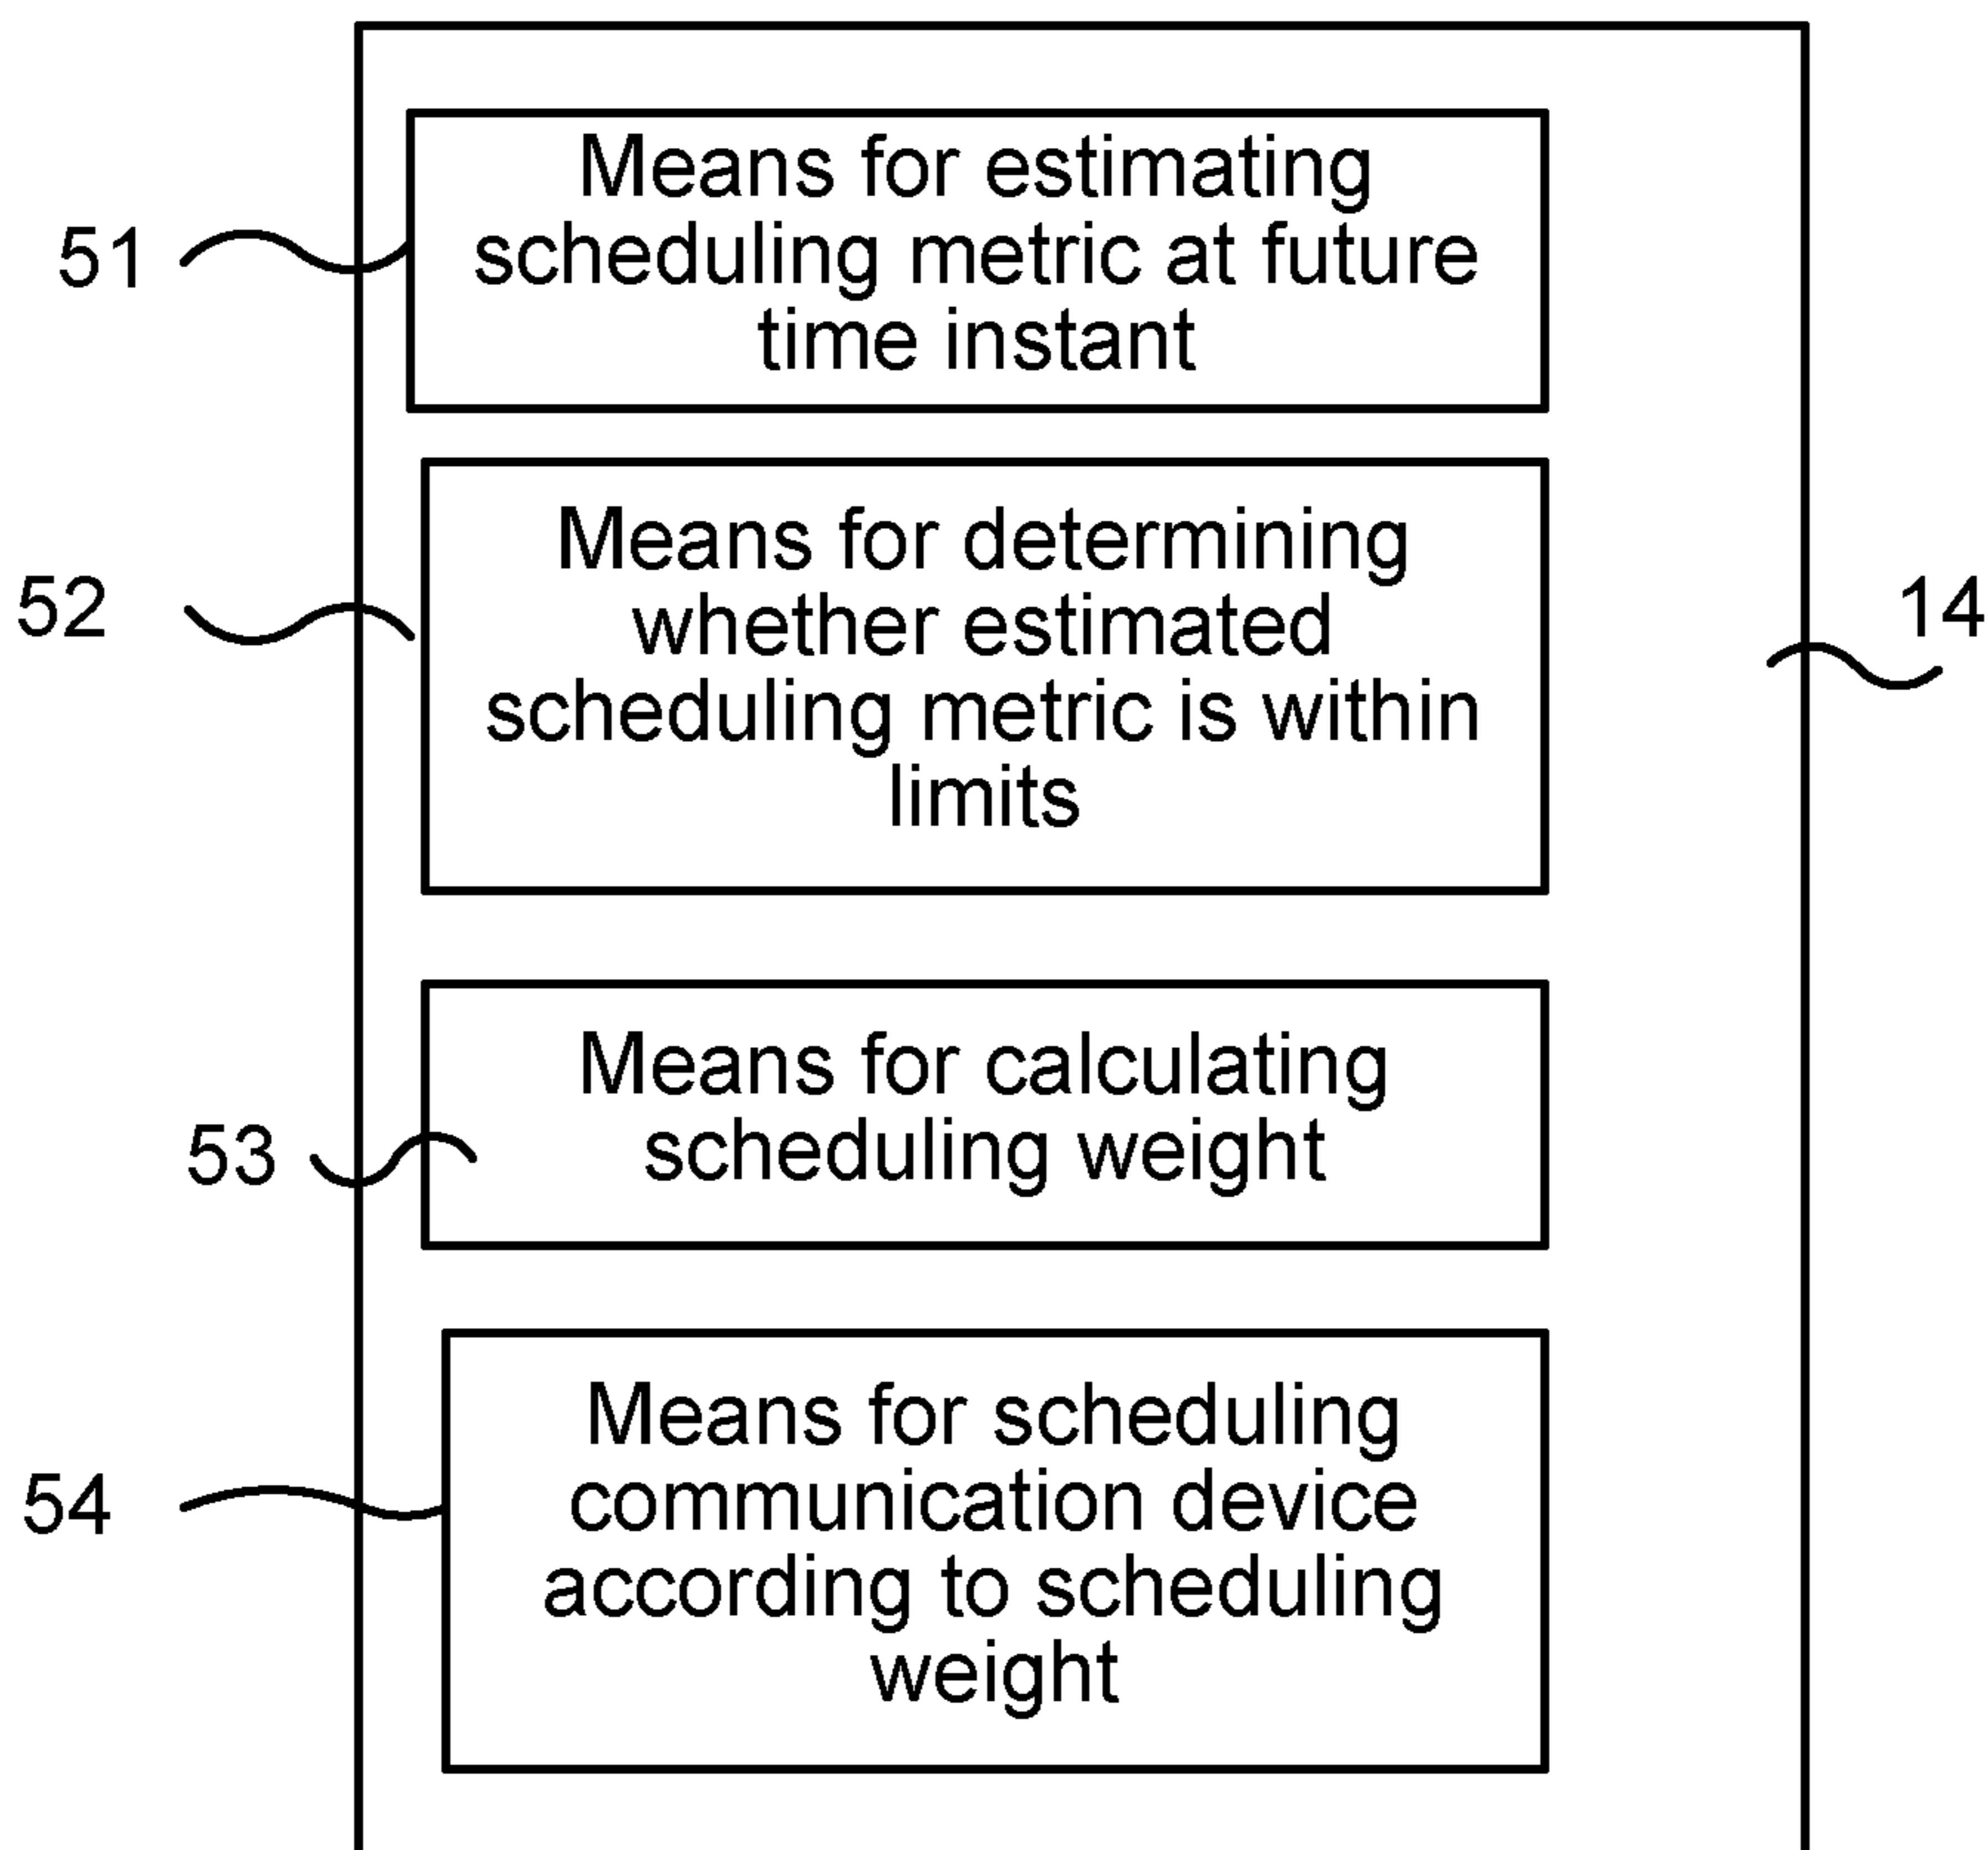 Means for estimating
scheduling metric at future
time instant
51
Means for determining
whether estimated
scheduling metric is within
limits
52
14
Means for calculating
scheduling weight
53
Means for scheduling
communication device
according to scheduling
weight
54